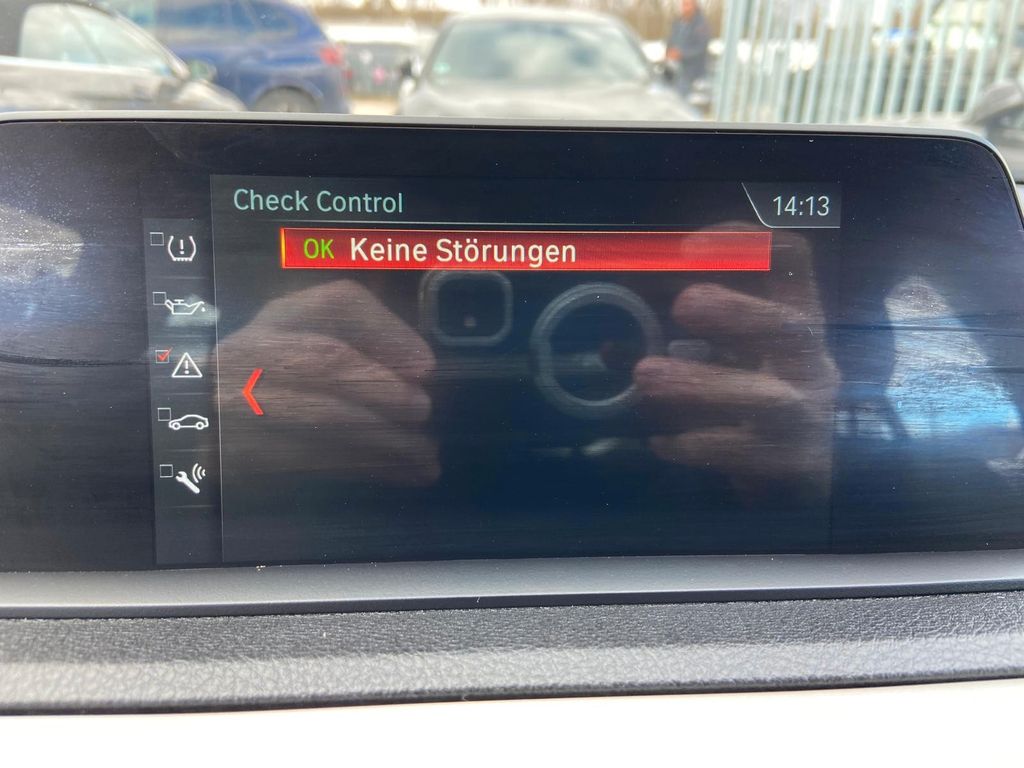 Check Control
14:13
OK Keine Störungen